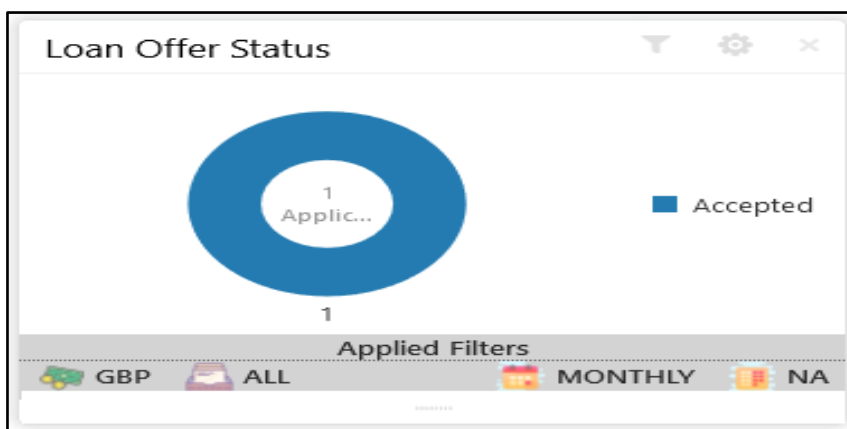 Loan Offer Status
1
Applic...
Accepted
1
Applied Filters
GBP ALL MONTHLY NA